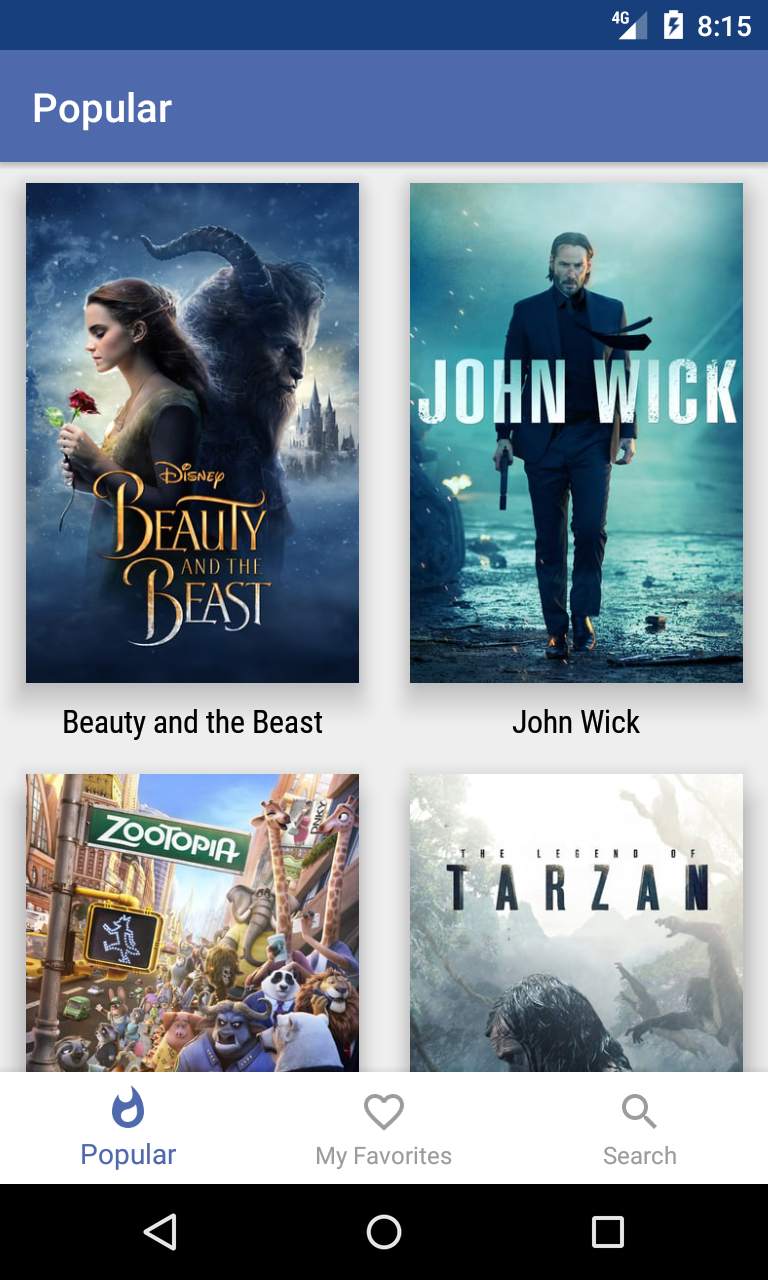 4G 8:15
Popular
JOHN WICK
Disney
BEAUTY
AND THE
BEAST
Beauty and the Beast
John Wick
ZOOTOPIA
DNKY
THE LEGEND OF
TARZAN
Popular
My Favorites
Search